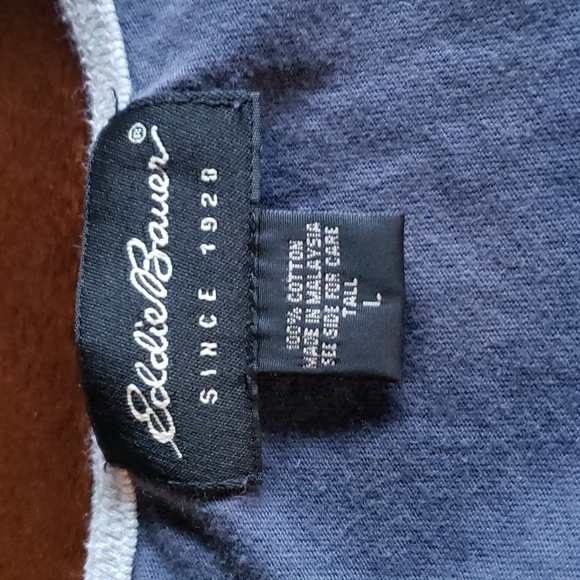 Eddie Bauer®
SINCE 1920
100% COTTON
MADE IN MALAYSIA
SEE SIDE FOR CARE
TALL
L